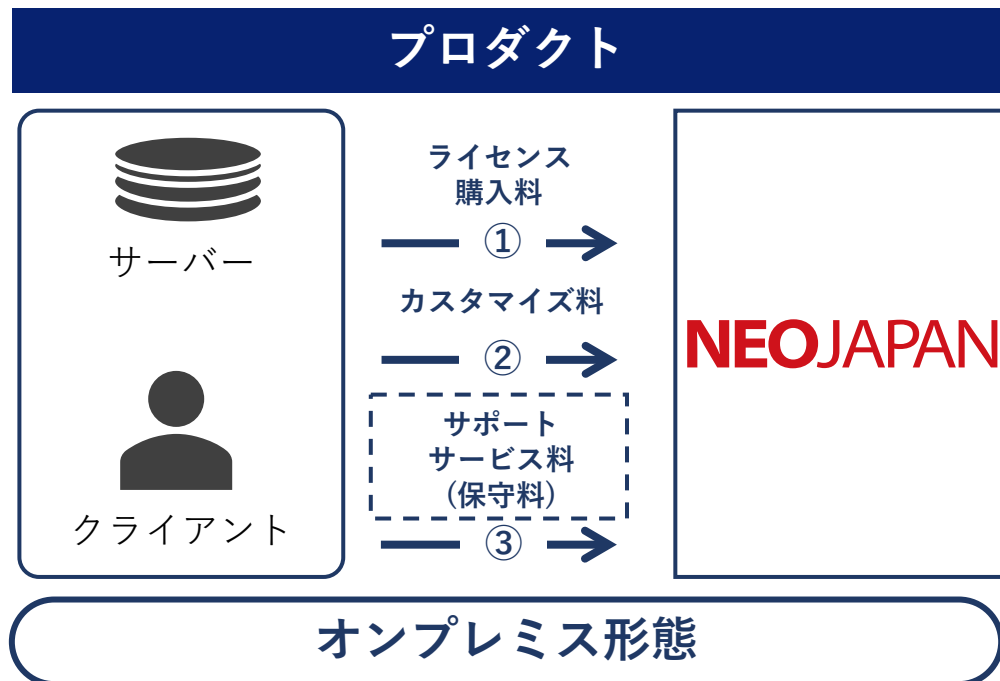 プロダクト
サーバー
クライアント
ライセンス
購入料
①
カスタマイズ料
②
サポート
サービス料
(保守料)
③
NEOJAPAN
オンプレミス形態